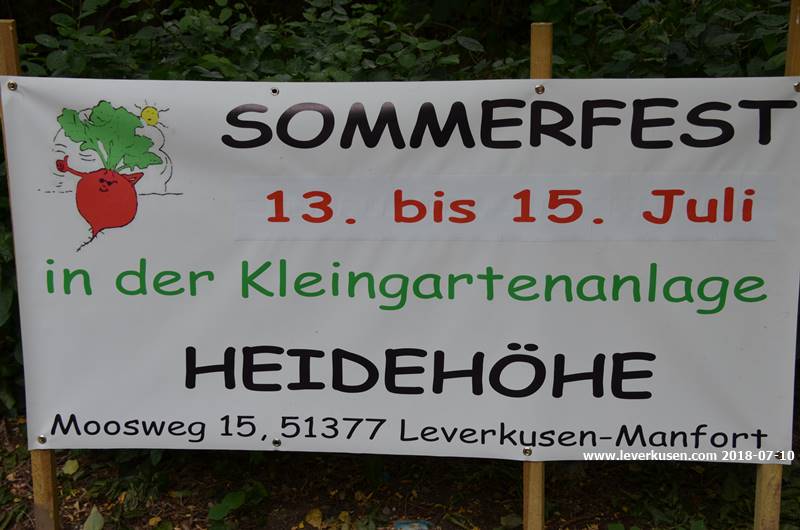 SOMMERFEST
13. bis 15. Juli
in der Kleingartenanlage
HEIDEHÖHE
Moosweg 15, 51377 Leverkusen-Manfort
www.leverkusen.com 2018-07-10